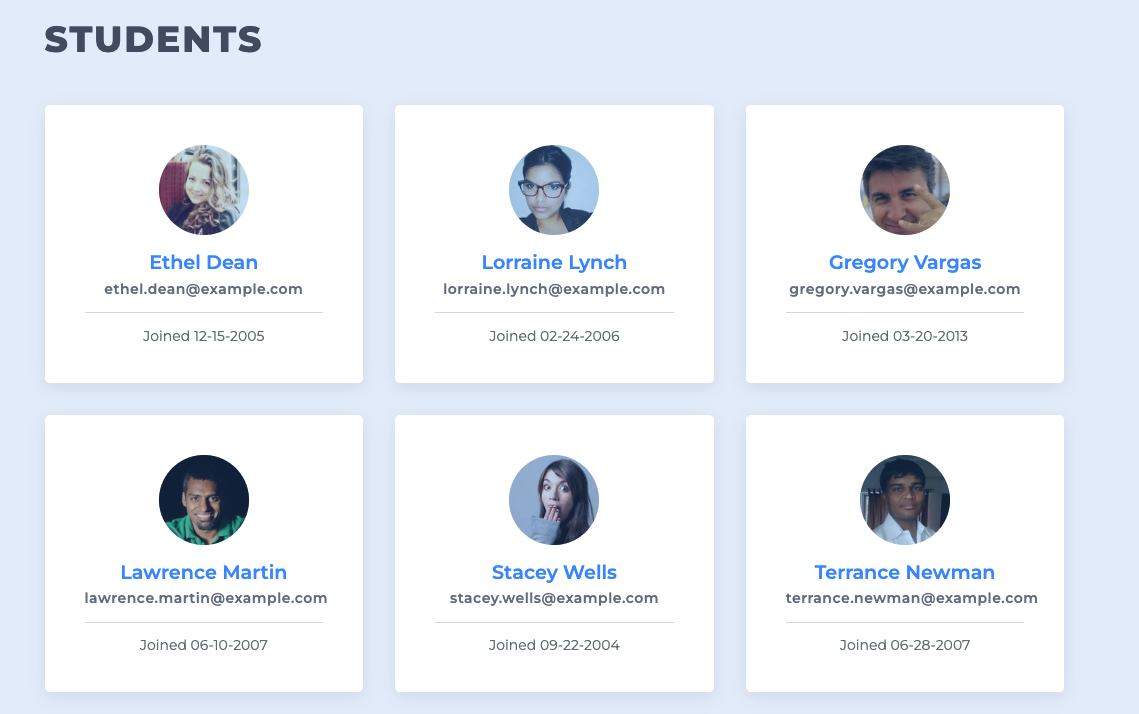 STUDENTS
Ethel Dean
ethel.dean@example.com
Joined 12-15-2005
Lorraine Lynch
lorraine.lynch@example.com
Joined 02-24-2006
Gregory Vargas
gregory.vargas@example.com
Joined 03-20-2013
Lawrence Martin
lawrence.martin@example.com
Joined 06-10-2007
Stacey Wells
stacey.wells@example.com
Joined 09-22-2004
Terrance Newman
terrance.newman@example.com
Joined 06-28-2007